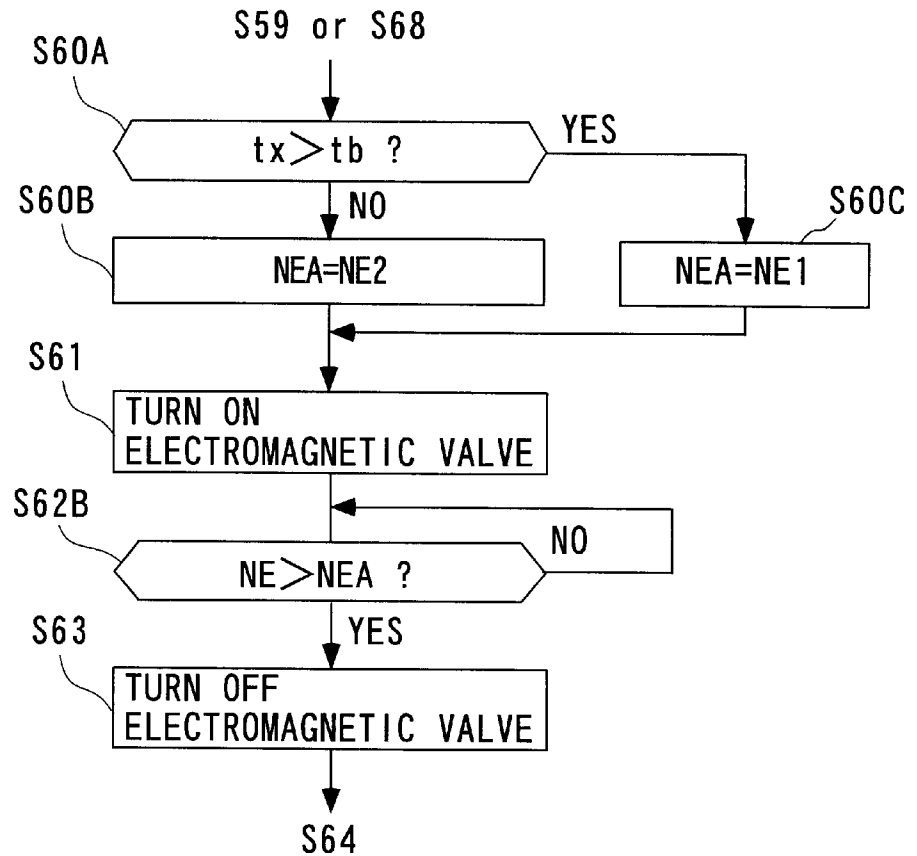 S59 or S68
S60A
tx>tb ?
YES
S60B
NO
S60C
NEA=NE2
NEA=NE1
S61
TURN ON
ELECTROMAGNETIC VALVE
S62B
NO
NE>NEA ?
S63
YES
TURN OFF
ELECTROMAGNETIC VALVE
S64